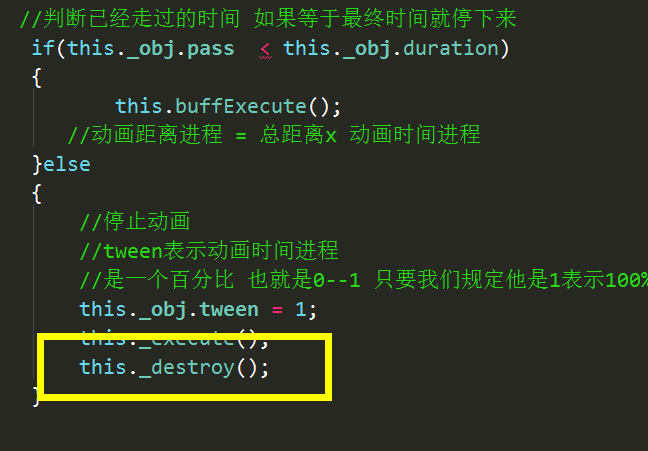 //判断已经走过的时间 如果等于最终时间就停下来
if(this._obj.pass < this._obj.duration)
{
this.buffExecute();
//动画距离进程 = 总距离x 动画时间进程
}else
{
//停止动画
//tween表示动画时间进程
//是一个百分比 也就是0--1 只要我们规定他是1表示100%
this._obj.tween = 1;
this._execute();
this._destroy();
}